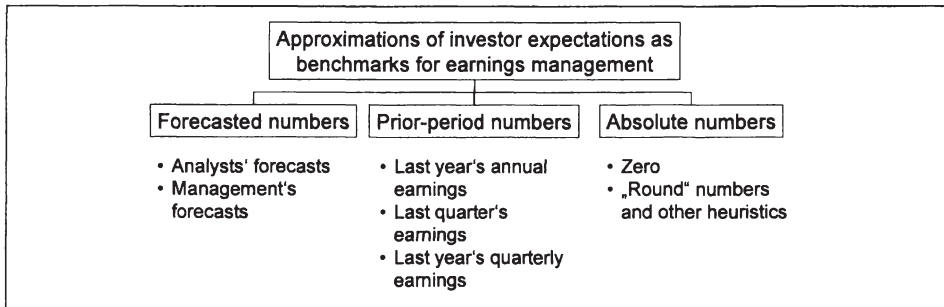 Approximations of investor expectations as
benchmarks for earnings management
Forecasted numbers
Prior-period numbers
Absolute numbers
• Analysts‘ forecasts
• Management‘s
forecasts
• Last year‘s annual
earnings
• Last quarter‘s
earnings
• Last year‘s quarterly
earnings
• Zero
• „Round“ numbers
and other heuristics